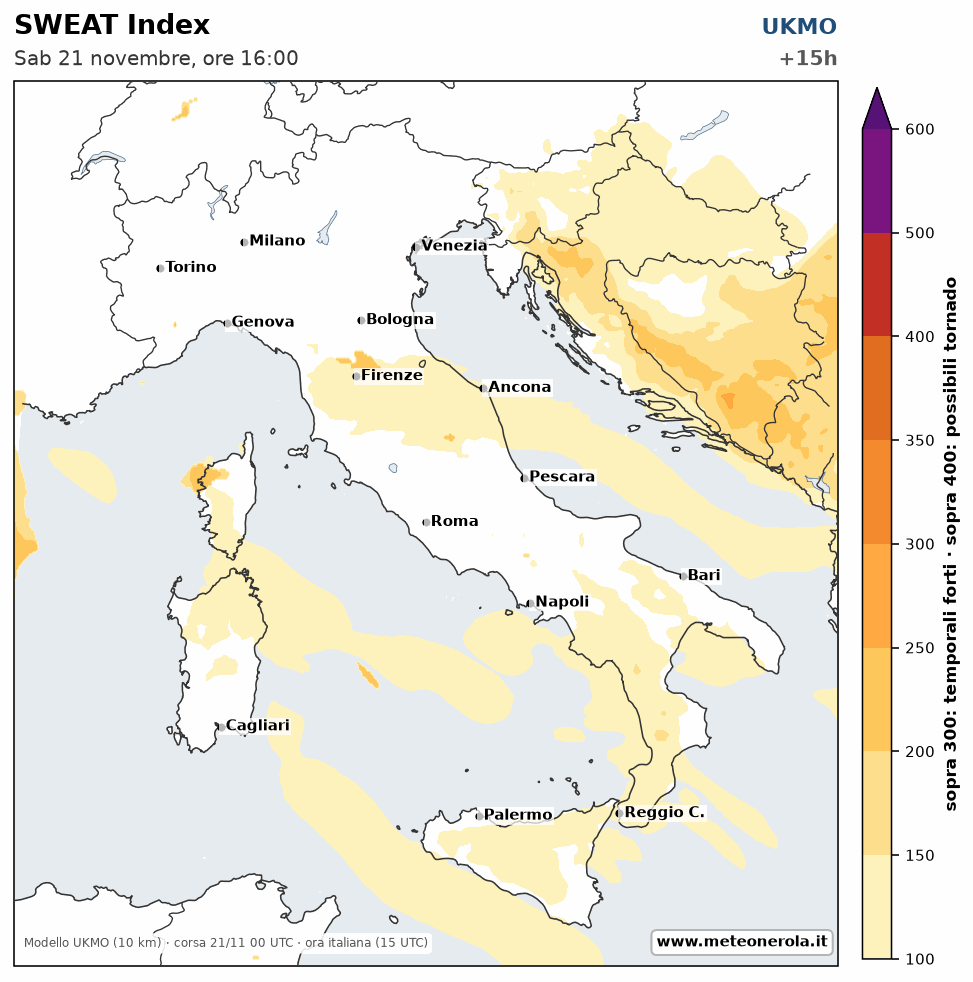 SWEAT Index
UKMO
Sab 21 novembre, ore 16:00
+15h
600
500
400
350
300
250
200
150
100
sopra 300: temporali forti · sopra 400: possibili tornado
Milano
Venezia
Torino
Genova
Bologna
Firenze
Ancona
Pescara
Roma
Bari
Napoli
Cagliari
Palermo
Reggio C.
Modello UKMO (10 km) · corsa 21/11 00 UTC · ora italiana (15 UTC)
www.meteonerola.it